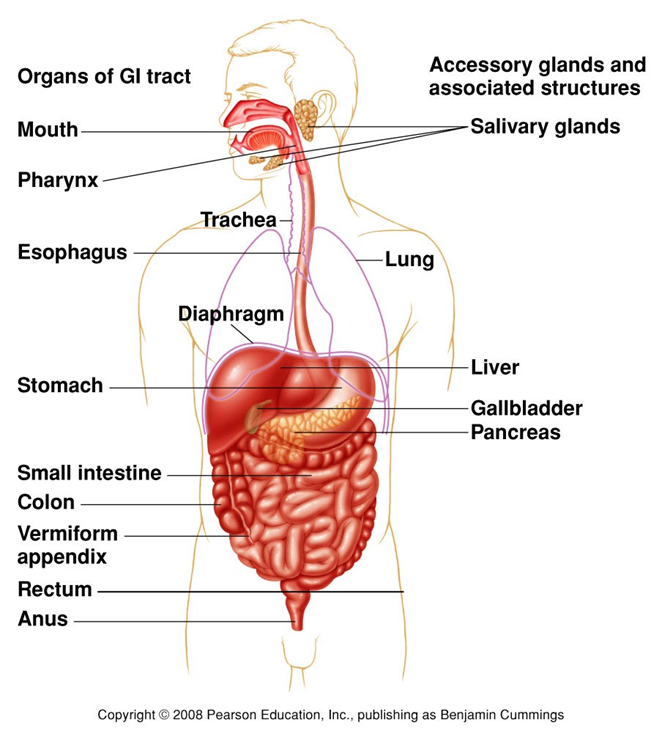 Organs of GI tract
Accessory glands and
associated structures
Mouth
Salivary glands
Pharynx
Trachea
Esophagus
Lung
Diaphragm
Liver
Stomach
Gallbladder
Pancreas
Small intestine
Colon
Vermiform
appendix
Rectum
Anus
Copyright © 2008 Pearson Education, Inc., publishing as Benjamin Cummings